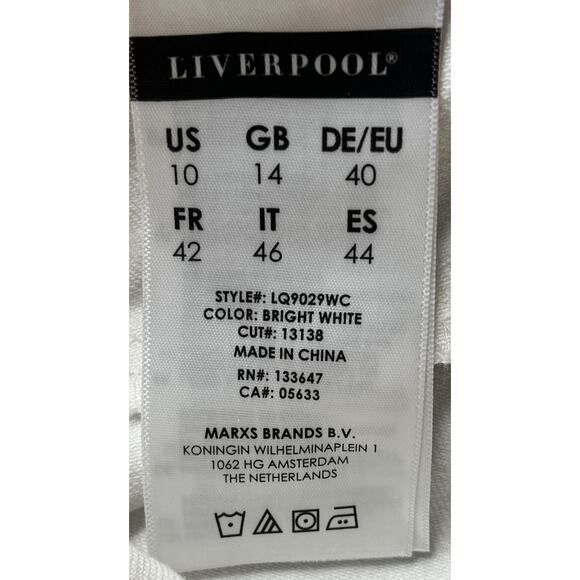 LIVERPOOL®
US GB DE/EU
10 14 40
FR IT ES
42 46 44
STYLE#: LQ9029WC
COLOR: BRIGHT WHITE
CUT#: 13138
MADE IN CHINA
RN#: 133647
CA#: 05633
MARXS BRANDS B.V.
KONINGIN WILHELMINAPLEIN 1
1062 HG AMSTERDAM
THE NETHERLANDS